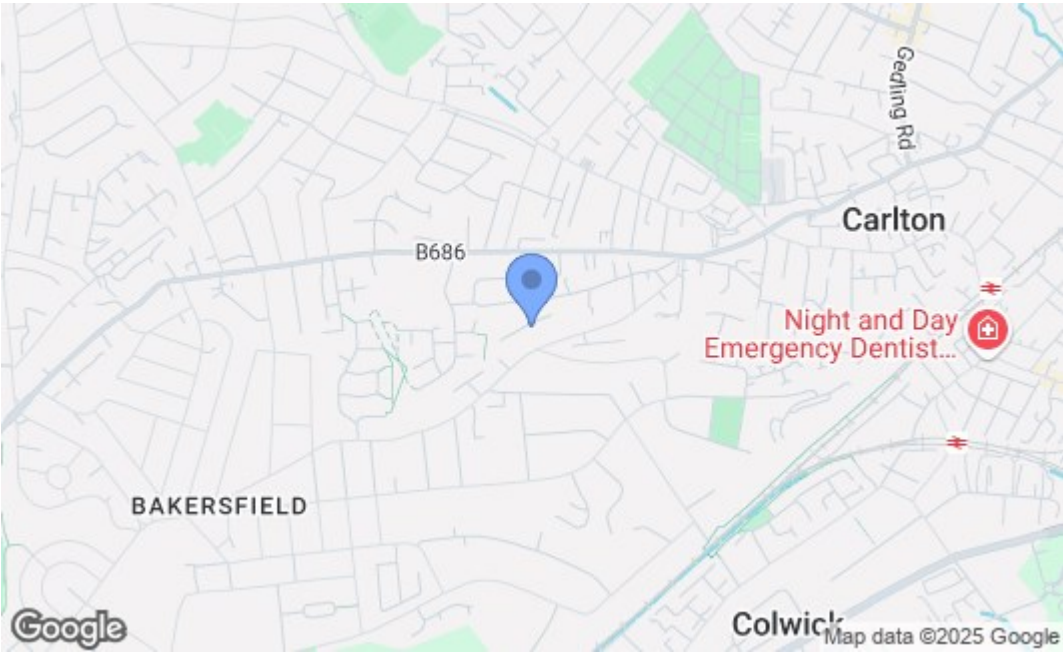 Gedling Rd
Carlton
B686
Night and Day
Emergency Dentist...
BAKERSFIELD
Colwick
Google
Map data ©2025 Google